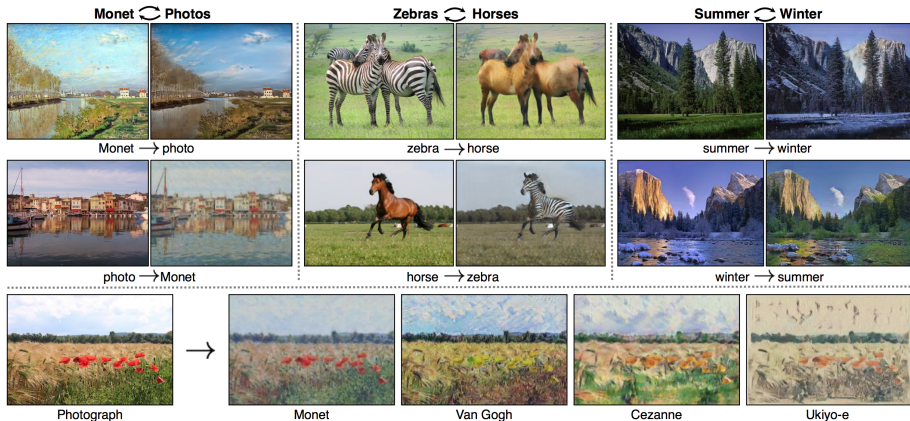 Monet ⇄ Photos
Zebras ⇄ Horses
Summer ⇄ Winter
Monet → photo
zebra → horse
summer → winter
photo → Monet
horse → zebra
winter → summer
Photograph
Monet
Van Gogh
Cezanne
Ukiyo-e